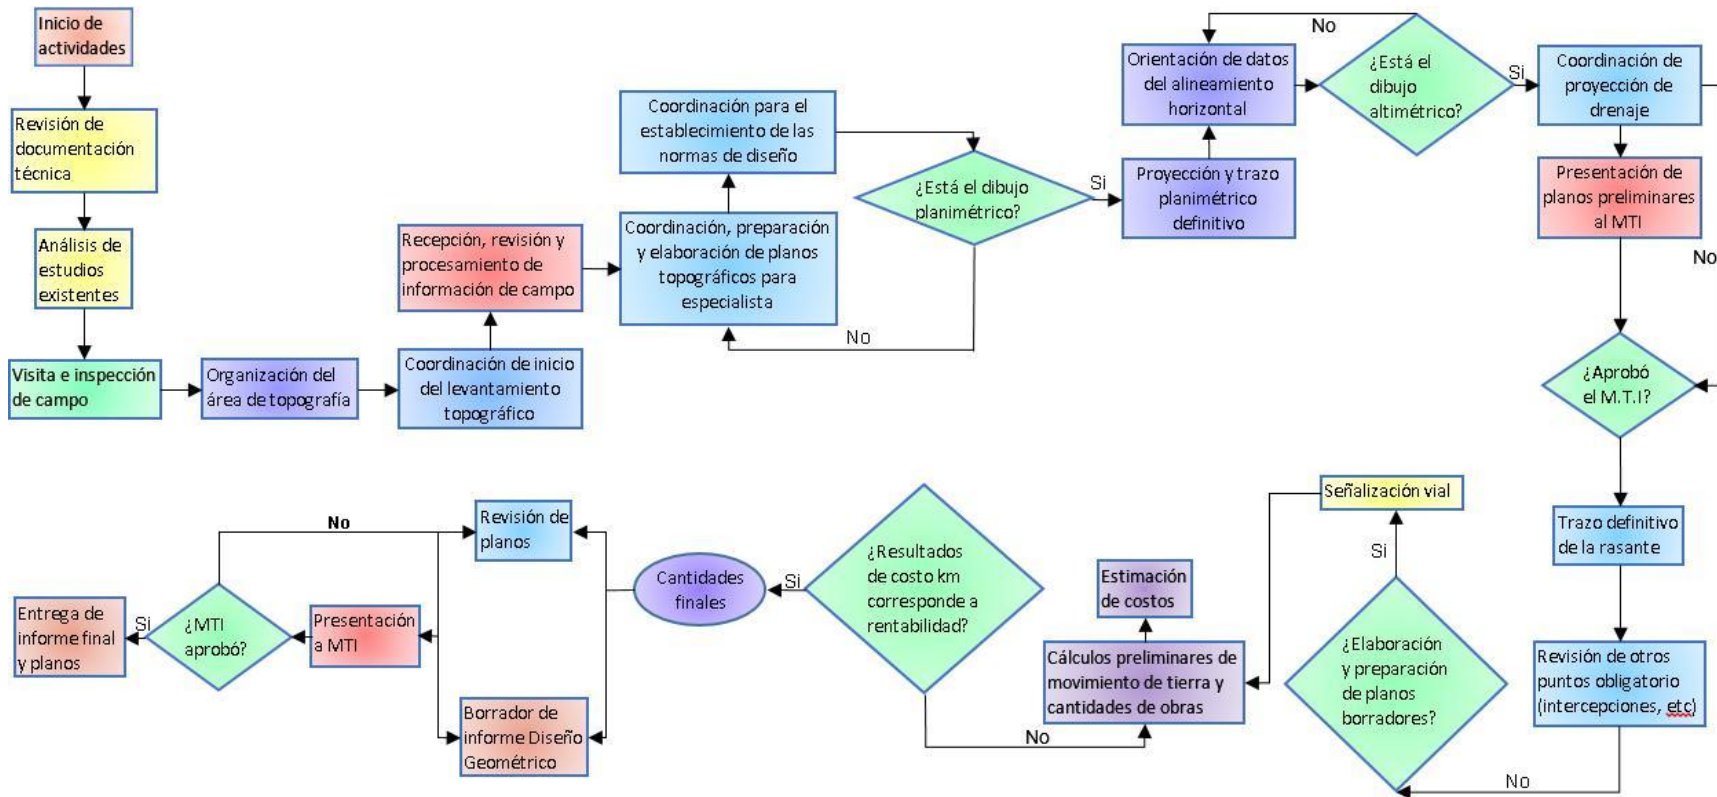 Inicio de
actividades
Revisión de
documentación
técnica
Análisis de
estudios
existentes
Visita e inspección
de campo
Organización del
área de topografía
Coordinación de inicio
del levantamiento
topográfico
Recepción, revisión y
procesamiento de
información de campo
Coordinación, preparación
y elaboración de planos
topográficos para
especialista
Coordinación para el
establecimiento de las
normas de diseño
¿Está el dibujo
planimétrico?
No
Si
Proyección y trazo
planimétrico
definitivo
Orientación de datos
del alineamiento
horizontal
¿Está el
dibujo
altimétrico?
No
Si
Coordinación de
proyección de
drenaje
Presentación de
planos preliminares
al MTI
No
¿Aprobó
el M.T.I?
Trazo definitivo
de la rasante
Revisión de otros
puntos obligatorio
(intercepciones, etc)
No
¿Elaboración
y preparación
de planos
borradores?
Si
Señalización vial
Cálculos preliminares de
movimiento de tierra y
cantidades de obras
Estimación
de costos
¿Resultados
de costo km
corresponde a
rentabilidad?
No
Si
Cantidades
finales
Revisión de
planos
Borrador de
informe Diseño
Geométrico
Presentación
a MTI
¿MTI
aprobó?
No
Si
Entrega de
informe final
y planos